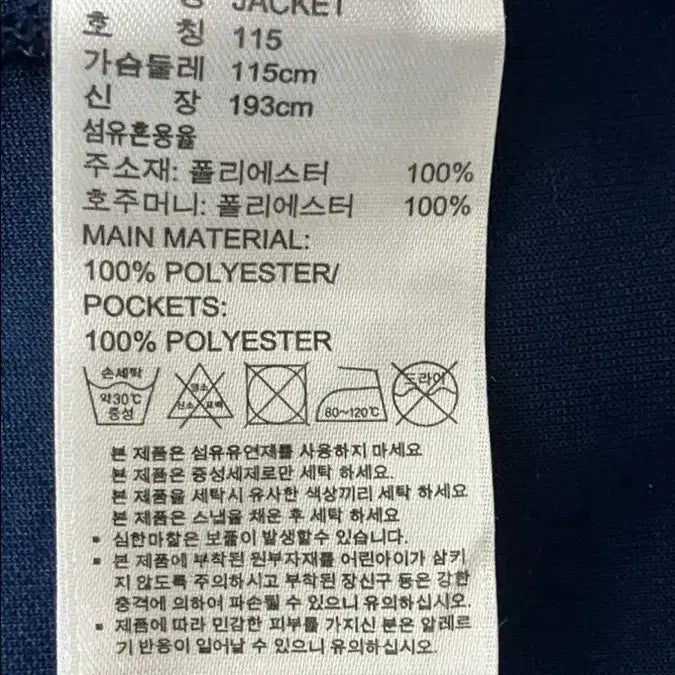 칭 JACKET
호 칭 115
가슴둘레 115cm
신 장 193cm
섬유혼용율
주소재: 폴리에스터 100%
호주머니: 폴리에스터 100%
MAIN MATERIAL:
100% POLYESTER/
POCKETS:
100% POLYESTER
손세탁
약30℃
중성
염소
산소 표백
80~120℃
드라이
본 제품은 섬유유연제를 사용하지 마세요
본 제품은 중성세제로만 세탁 하세요.
본 제품을 세탁시 유사한 색상끼리 세탁 하세요
본 제품은 스냅을 채운 후 세탁 하세요
▪ 심한마찰은 보풀이 발생할수 있습니다.
▪ 본 제품에 부착된 원부자재를 어린아이가 삼키
지 않도록 주의하시고 부착된 장신구 등은 강한
충격에 의하여 파손될 수 있으니 유의하십시오.
▪ 제품에 따라 민감한 피부를 가지신 분은 알레르
기 반응이 일어날 수 있으니 유의하십시오.